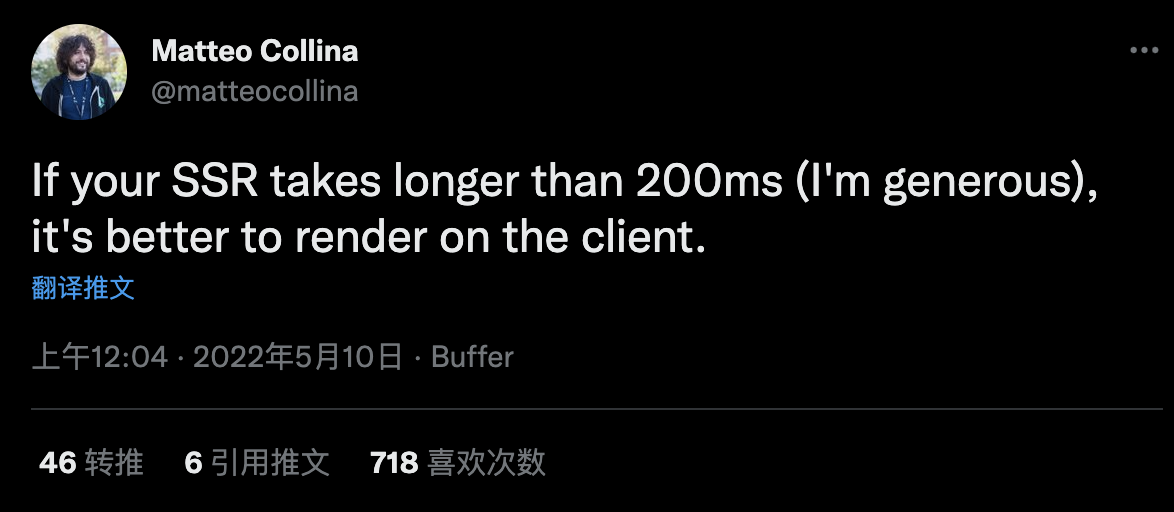 Matteo Collina
@matteocollina
If your SSR takes longer than 200ms (I'm generous),
it's better to render on the client.
翻译推文
上午12:04 · 2022年5月10日 · Buffer
46 转推 6 引用推文 718 喜欢次数